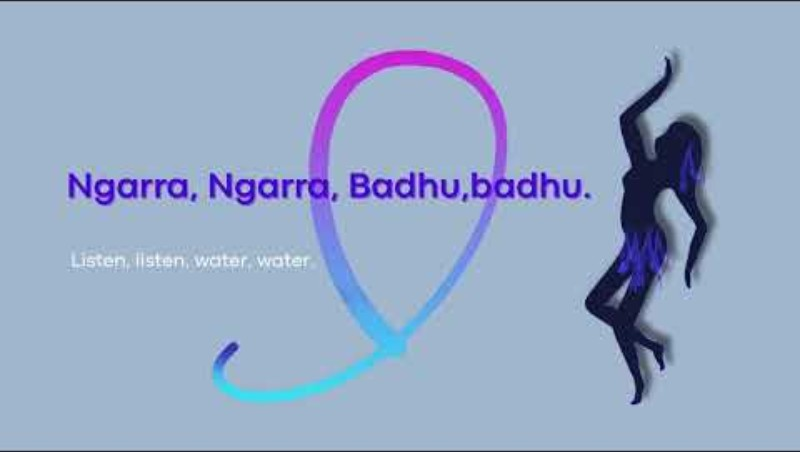 Ngarra, Ngarra, Badhu,badhu.
Listen, listen, water, water.